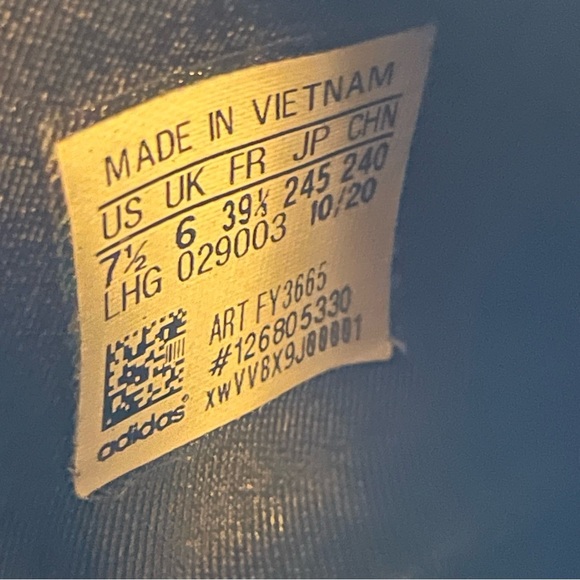 MADE IN VIETNAM
US UK FR JP CHN
7½ 6 39⅓ 245 240
LHG 029003 10/20
ART FY3665
#126805330
xwVV8X9J00001
adidas®